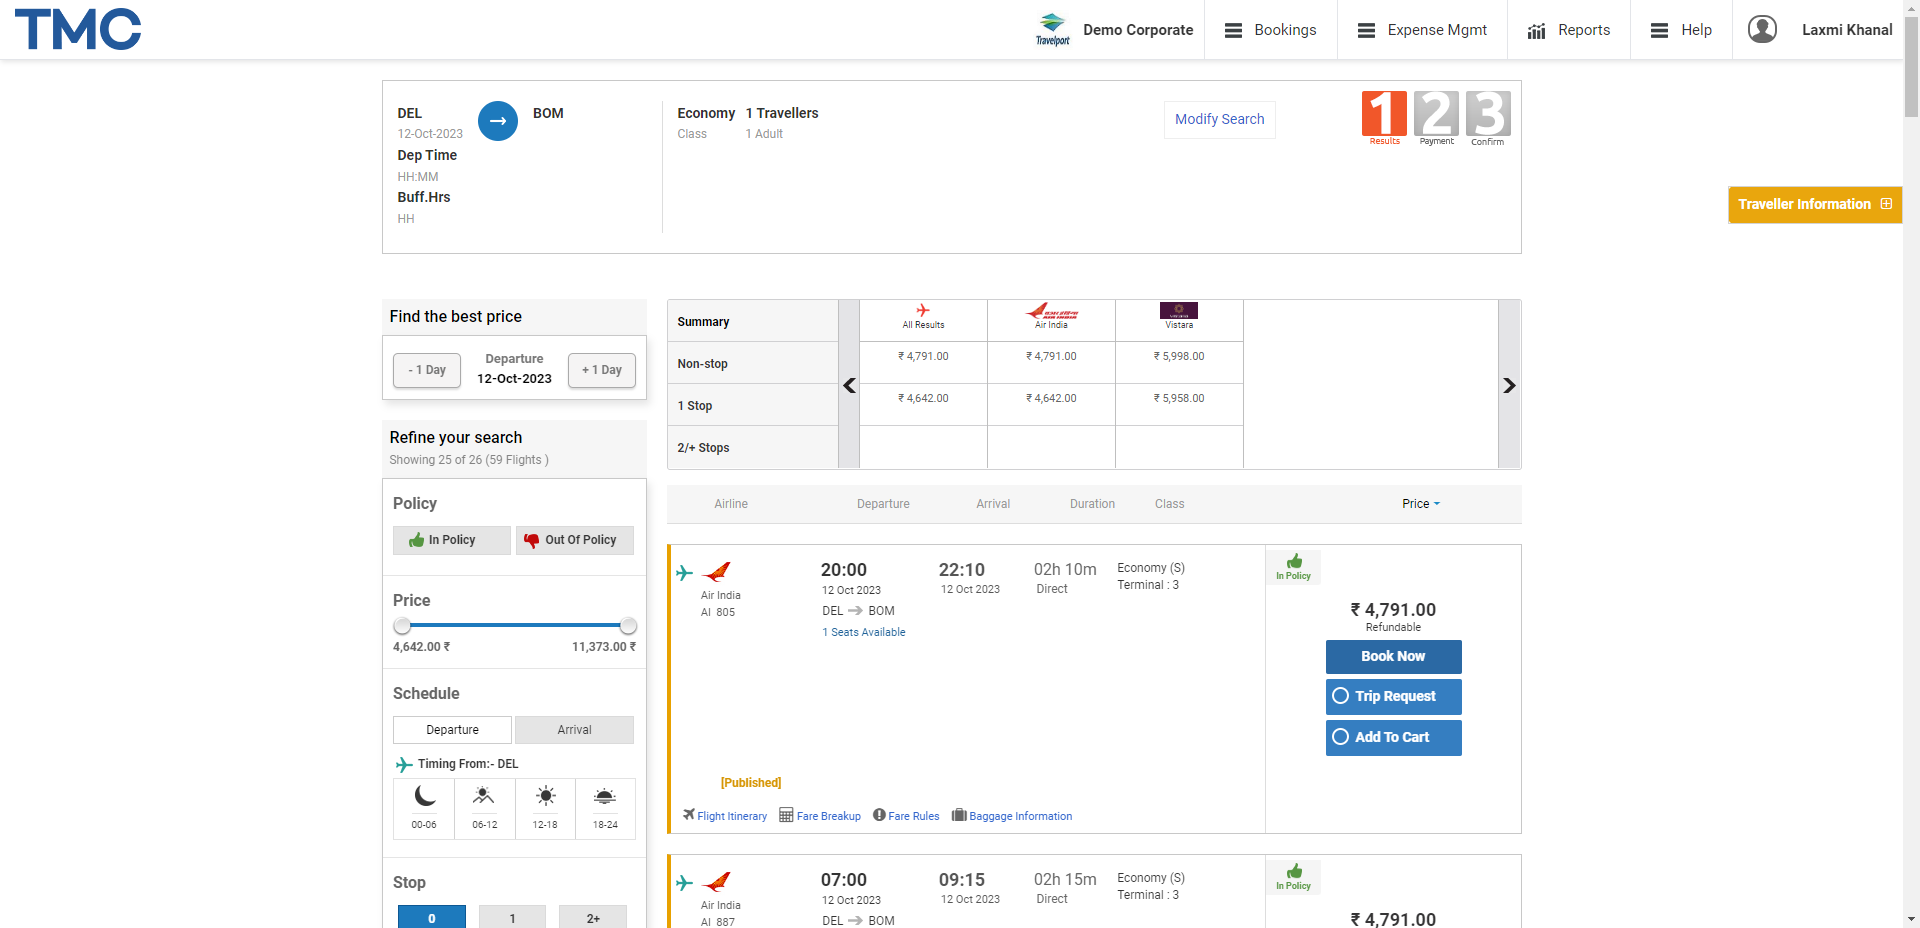 TMC
Travelport
Demo Corporate
Bookings
Expense Mgmt
Reports
Help
Laxmi Khanal
DEL
12-Oct-2023
BOM
Dep Time
HH:MM
Buff.Hrs
HH
Economy
Class
1 Travellers
1 Adult
Modify Search
1
Results
2
Payment
3
Confirm
Traveller Information
Find the best price
- 1 Day
Departure
12-Oct-2023
+ 1 Day
Refine your search
Showing 25 of 26 (59 Flights )
Policy
In Policy
Out Of Policy
Price
4,642.00 ₹
11,373.00 ₹
Schedule
Departure
Arrival
Timing From:- DEL
00-06
06-12
12-18
18-24
Stop
0
1
2+
Summary
All Results
Air India
Vistara
Non-stop
₹ 4,791.00
₹ 4,791.00
₹ 5,998.00
1 Stop
₹ 4,642.00
₹ 4,642.00
₹ 5,958.00
2/+ Stops
Airline
Departure
Arrival
Duration
Class
Price
Air India
AI 805
20:00
12 Oct 2023
DEL
BOM
1 Seats Available
22:10
12 Oct 2023
02h 10m
Direct
Economy (S)
Terminal : 3
In Policy
₹ 4,791.00
Refundable
Book Now
Trip Request
Add To Cart
[Published]
Flight Itinerary
Fare Breakup
Fare Rules
Baggage Information
Air India
AI 887
07:00
12 Oct 2023
DEL
BOM
09:15
12 Oct 2023
02h 15m
Direct
Economy (S)
Terminal : 3
In Policy
₹ 4,791.00